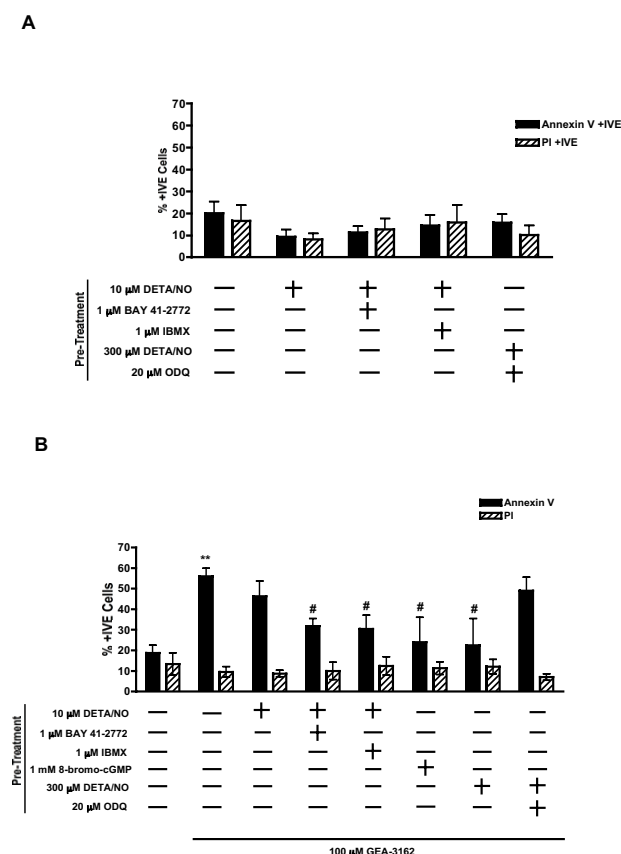 A
Annexin V +IVE
PI +IVE
% +IVE Cells
70
60
50
40
30
20
10
0
Pre-Treatment
10 µM DETA/NO — + + + —
1 µM BAY 41-2772 — — + — —
1 µM IBMX — — — + —
300 µM DETA/NO — — — — +
20 µM ODQ — — — — +
B
Annexin V
PI
% +IVE Cells
70
60
50
40
30
20
10
0
** # # # #
Pre-Treatment
10 µM DETA/NO — — + + + — — +
1 µM BAY 41-2772 — — — + — — — —
1 µM IBMX — — — — + — — —
1 mM 8-bromo-cGMP — — — — — + — —
300 µM DETA/NO — — — — — — + +
20 µM ODQ — — — — — — — +
100 µM GEA-3162